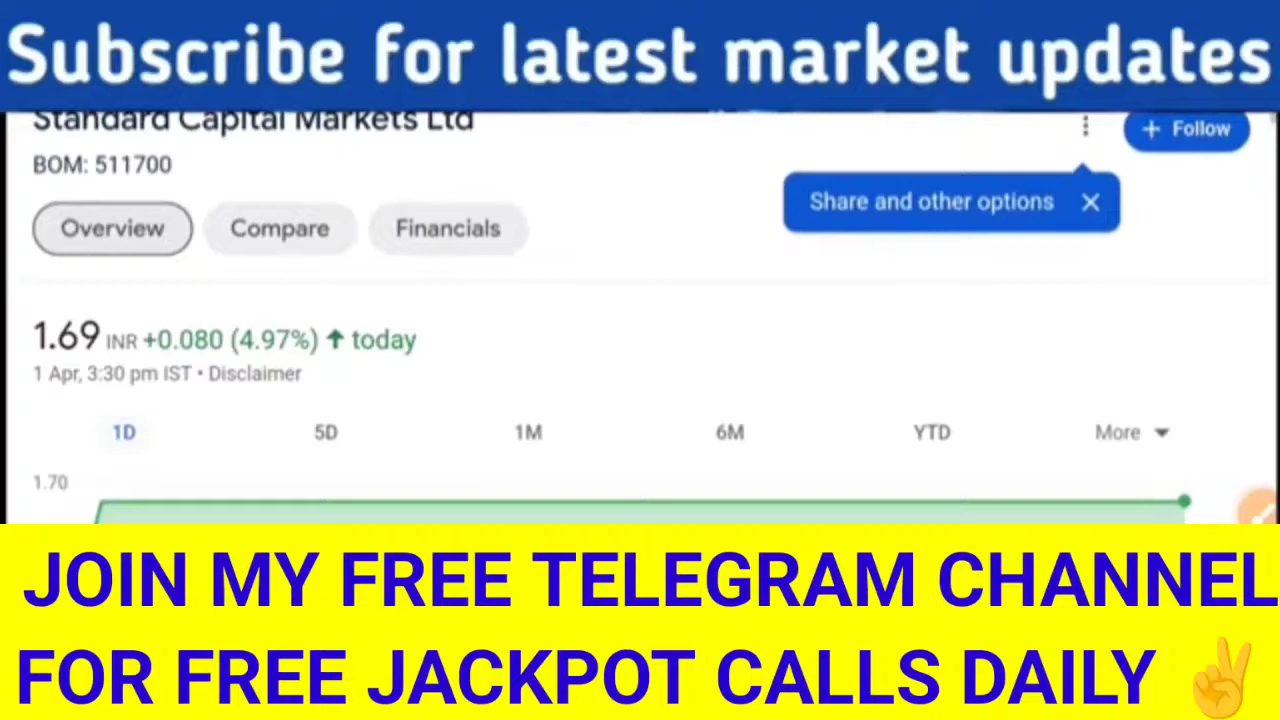 Subscribe for latest market updates
Standard Capital Markets Ltd
BOM: 511700
+ Follow
Share and other options ×
Overview Compare Financials
1.69 INR +0.080 (4.97%) ↑ today
1 Apr, 3:30 pm IST • Disclaimer
1D 5D 1M 6M YTD More
1.70
JOIN MY FREE TELEGRAM CHANNEL
FOR FREE JACKPOT CALLS DAILY ✌